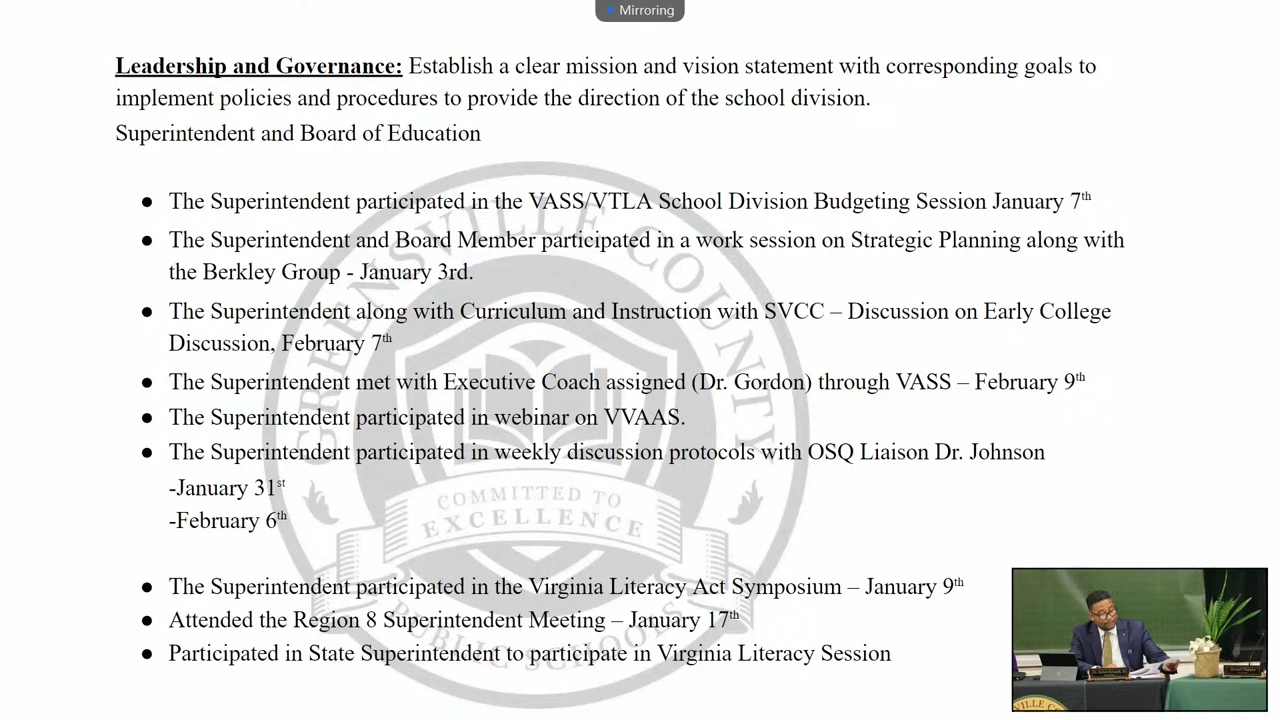 Mirroring
Leadership and Governance: Establish a clear mission and vision statement with corresponding goals to
implement policies and procedures to provide the direction of the school division.
Superintendent and Board of Education
● The Superintendent participated in the VASS/VTLA School Division Budgeting Session January 7th
● The Superintendent and Board Member participated in a work session on Strategic Planning along with
the Berkley Group - January 3rd.
● The Superintendent along with Curriculum and Instruction with SVCC – Discussion on Early College
Discussion, February 7th
● The Superintendent met with Executive Coach assigned (Dr. Gordon) through VASS – February 9th
● The Superintendent participated in webinar on VVAAS.
● The Superintendent participated in weekly discussion protocols with OSQ Liaison Dr. Johnson
-January 31st
-February 6th
● The Superintendent participated in the Virginia Literacy Act Symposium – January 9th
● Attended the Region 8 Superintendent Meeting – January 17th
● Participated in State Superintendent to participate in Virginia Literacy Session
GREENSVILLE COUNTY
COMMITTED TO
EXCELLENCE
PUBLIC SCHOOLS